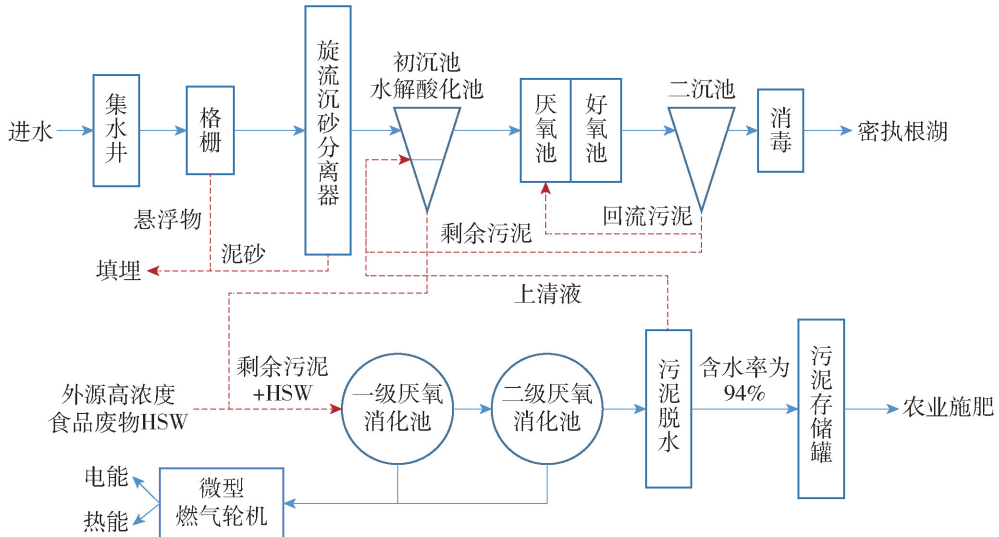 进水
集水井
格栅
旋流沉砂分离器
初沉池
水解酸化池
厌氧池
好氧池
二沉池
消毒
密执根湖
悬浮物
泥砂
填埋
剩余污泥
回流污泥
上清液
外源高浓度
食品废物HSW
剩余污泥
+HSW
一级厌氧
消化池
二级厌氧
消化池
污泥脱水
含水率为
94%
污泥存储罐
农业施肥
电能
热能
微型
燃气轮机